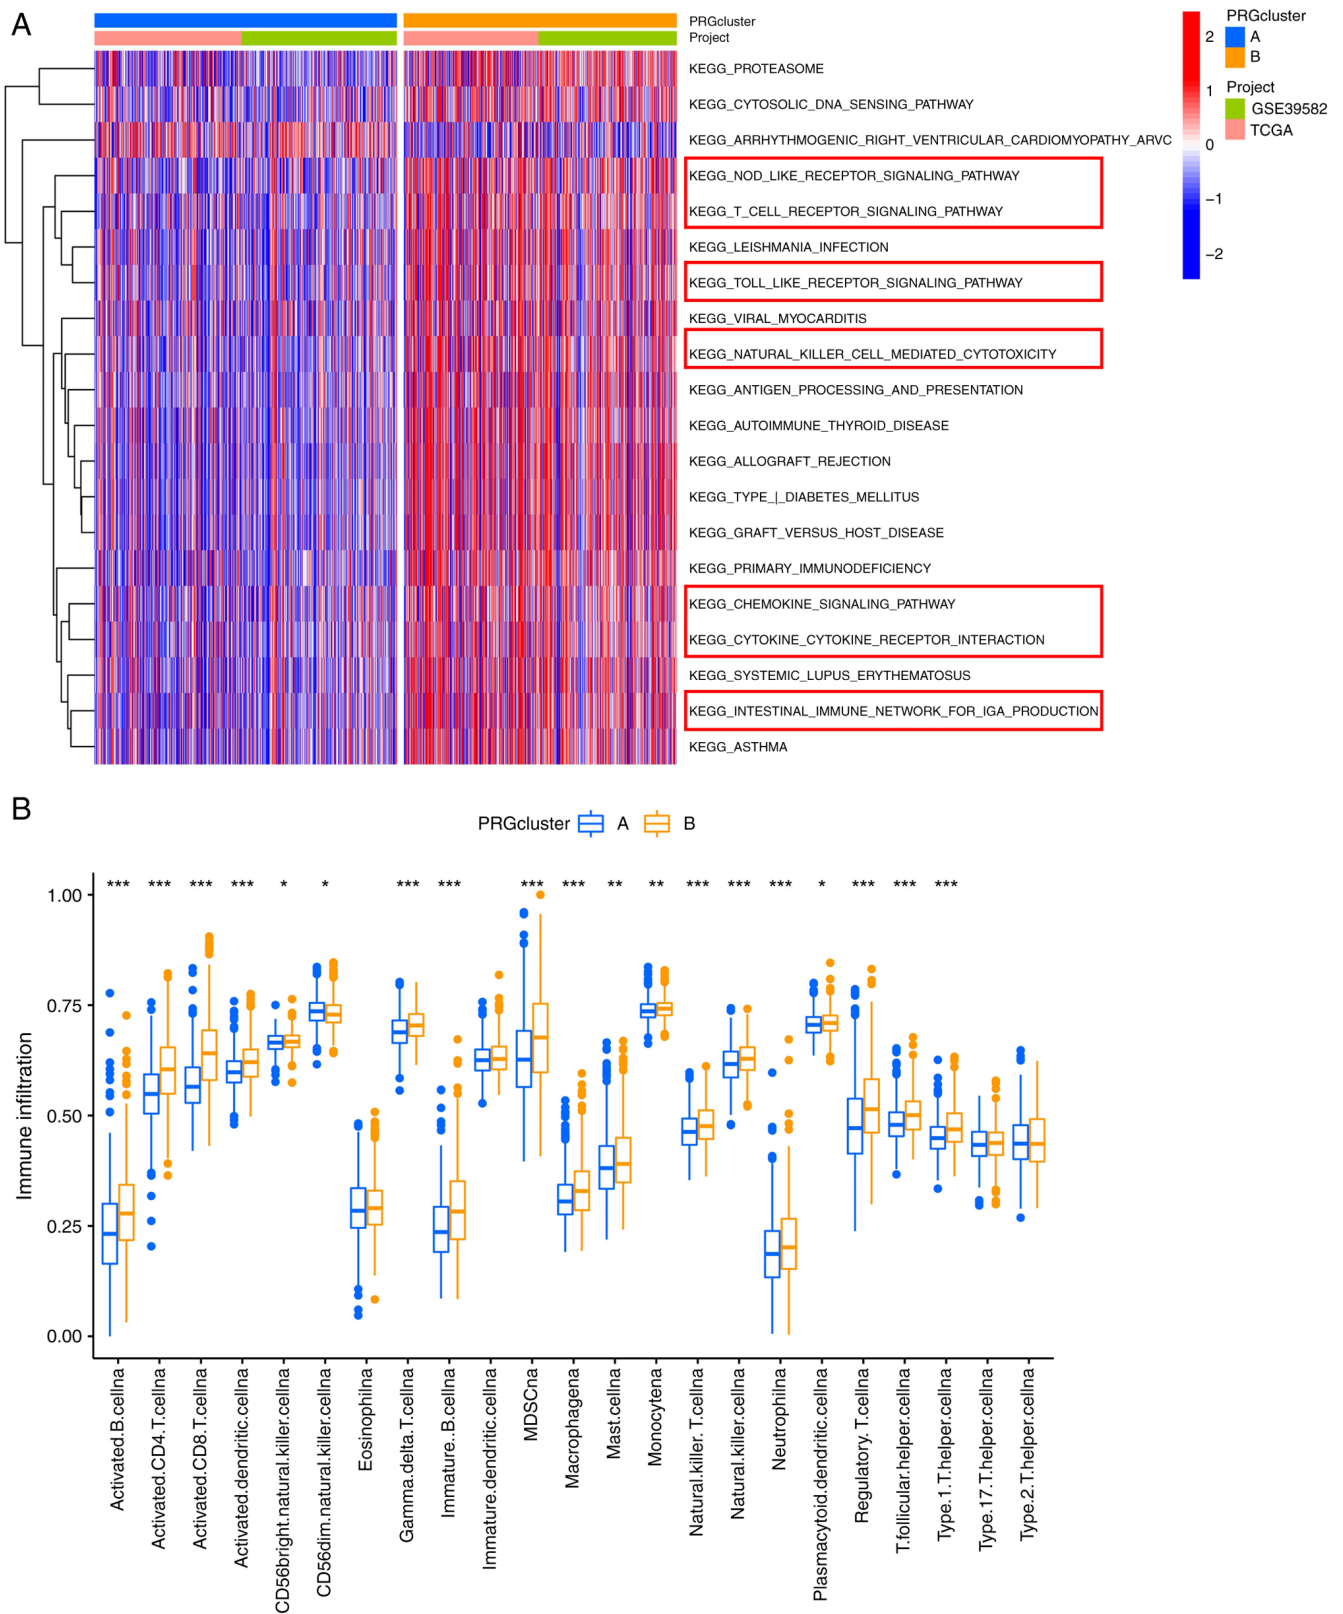 A
PRGcluster
Project
KEGG_PROTEASOME
KEGG_CYTOSOLIC_DNA_SENSING_PATHWAY
KEGG_ARRHYTHMOGENIC_RIGHT_VENTRICULAR_CARDIOMYOPATHY_ARVC
KEGG_NOD_LIKE_RECEPTOR_SIGNALING_PATHWAY
KEGG_T_CELL_RECEPTOR_SIGNALING_PATHWAY
KEGG_LEISHMANIA_INFECTION
KEGG_TOLL_LIKE_RECEPTOR_SIGNALING_PATHWAY
KEGG_VIRAL_MYOCARDITIS
KEGG_NATURAL_KILLER_CELL_MEDIATED_CYTOTOXICITY
KEGG_ANTIGEN_PROCESSING_AND_PRESENTATION
KEGG_AUTOIMMUNE_THYROID_DISEASE
KEGG_ALLOGRAFT_REJECTION
KEGG_TYPE_|_DIABETES_MELLITUS
KEGG_GRAFT_VERSUS_HOST_DISEASE
KEGG_PRIMARY_IMMUNODEFICIENCY
KEGG_CHEMOKINE_SIGNALING_PATHWAY
KEGG_CYTOKINE_CYTOKINE_RECEPTOR_INTERACTION
KEGG_SYSTEMIC_LUPUS_ERYTHEMATOSUS
KEGG_INTESTINAL_IMMUNE_NETWORK_FOR_IGA_PRODUCTION
KEGG_ASTHMA
2
1
0
−1
−2
PRGcluster
A
B
Project
GSE39582
TCGA
B
PRGcluster A B
*** *** *** *** * * *** *** *** *** ** ** *** *** *** * *** *** ***
Immune infiltration
1.00
0.75
0.50
0.25
0.00
Activated.B.cellna
Activated.CD4.T.cellna
Activated.CD8.T.cellna
Activated.dendritic.cellna
CD56bright.natural.killer.cellna
CD56dim.natural.killer.cellna
Eosinophilna
Gamma.delta.T.cellna
Immature..B.cellna
Immature.dendritic.cellna
MDSCna
Macrophagena
Mast.cellna
Monocytena
Natural.killer. T.cellna
Natural.killer.cellna
Neutrophilna
Plasmacytoid.dendritic.cellna
Regulatory. T.cellna
T.follicular.helper.cellna
Type.1.T.helper.cellna
Type.17.T.helper.cellna
Type.2.T.helper.cellna